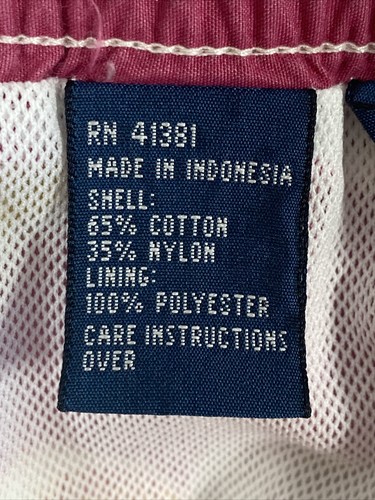 RN 41381
MADE IN INDONESIA
SHELL:
65% COTTON
35% NYLON
LINING:
100% POLYESTER
CARE INSTRUCTIONS
OVER